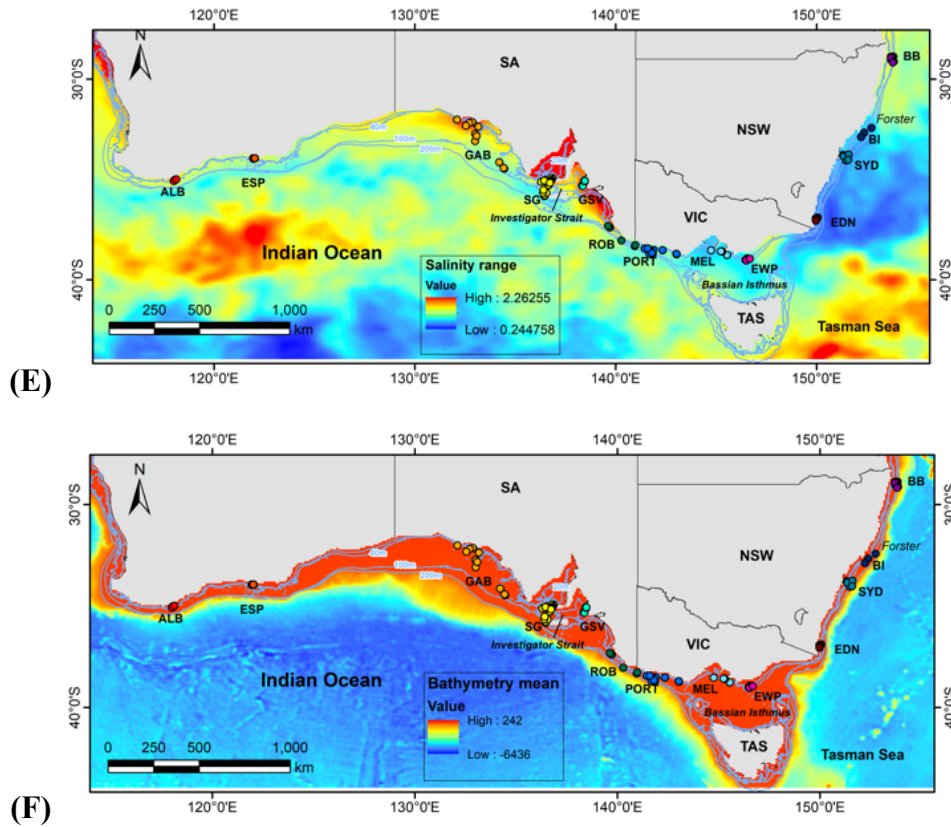 120°0'E 130°0'E 140°0'E 150°0'E
N
SA
BB
30°0'S
40m
100m
200m
Forster
NSW
BI
GAB
SYD
ALB
ESP
SG
GSV
Investigator Strait
VIC
EDN
ROB
Indian Ocean
PORT
MEL
EWP
Salinity range
Bassian Isthmus
Value
High : 2.26255
Low : 0.244758
40°0'S
0 250 500 1,000
km
TAS
Tasman Sea
(E)
120°0'E 130°0'E 140°0'E 150°0'E
120°0'E 130°0'E 140°0'E 150°0'E
N
SA
BB
30°0'S
40m
100m
200m
Forster
NSW
BI
GAB
SYD
ALB
ESP
SG
GSV
Investigator Strait
VIC
EDN
ROB
Indian Ocean
PORT
MEL
EWP
Bathymetry mean
Bassian Isthmus
Value
High : 242
Low : -6436
40°0'S
0 250 500 1,000
km
TAS
Tasman Sea
(F)
120°0'E 130°0'E 140°0'E 150°0'E